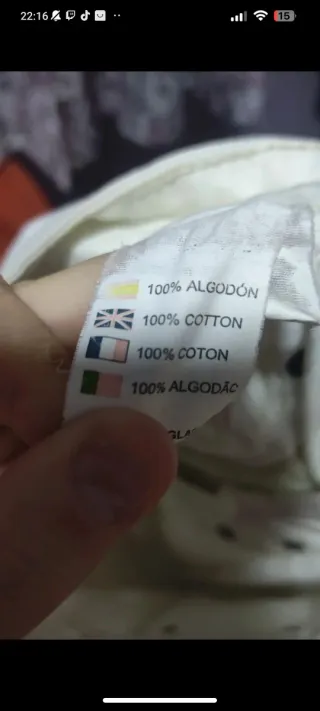 22:16
15
100% ALGODÓN
100% COTTON
100% COTON
100% ALGODÃO